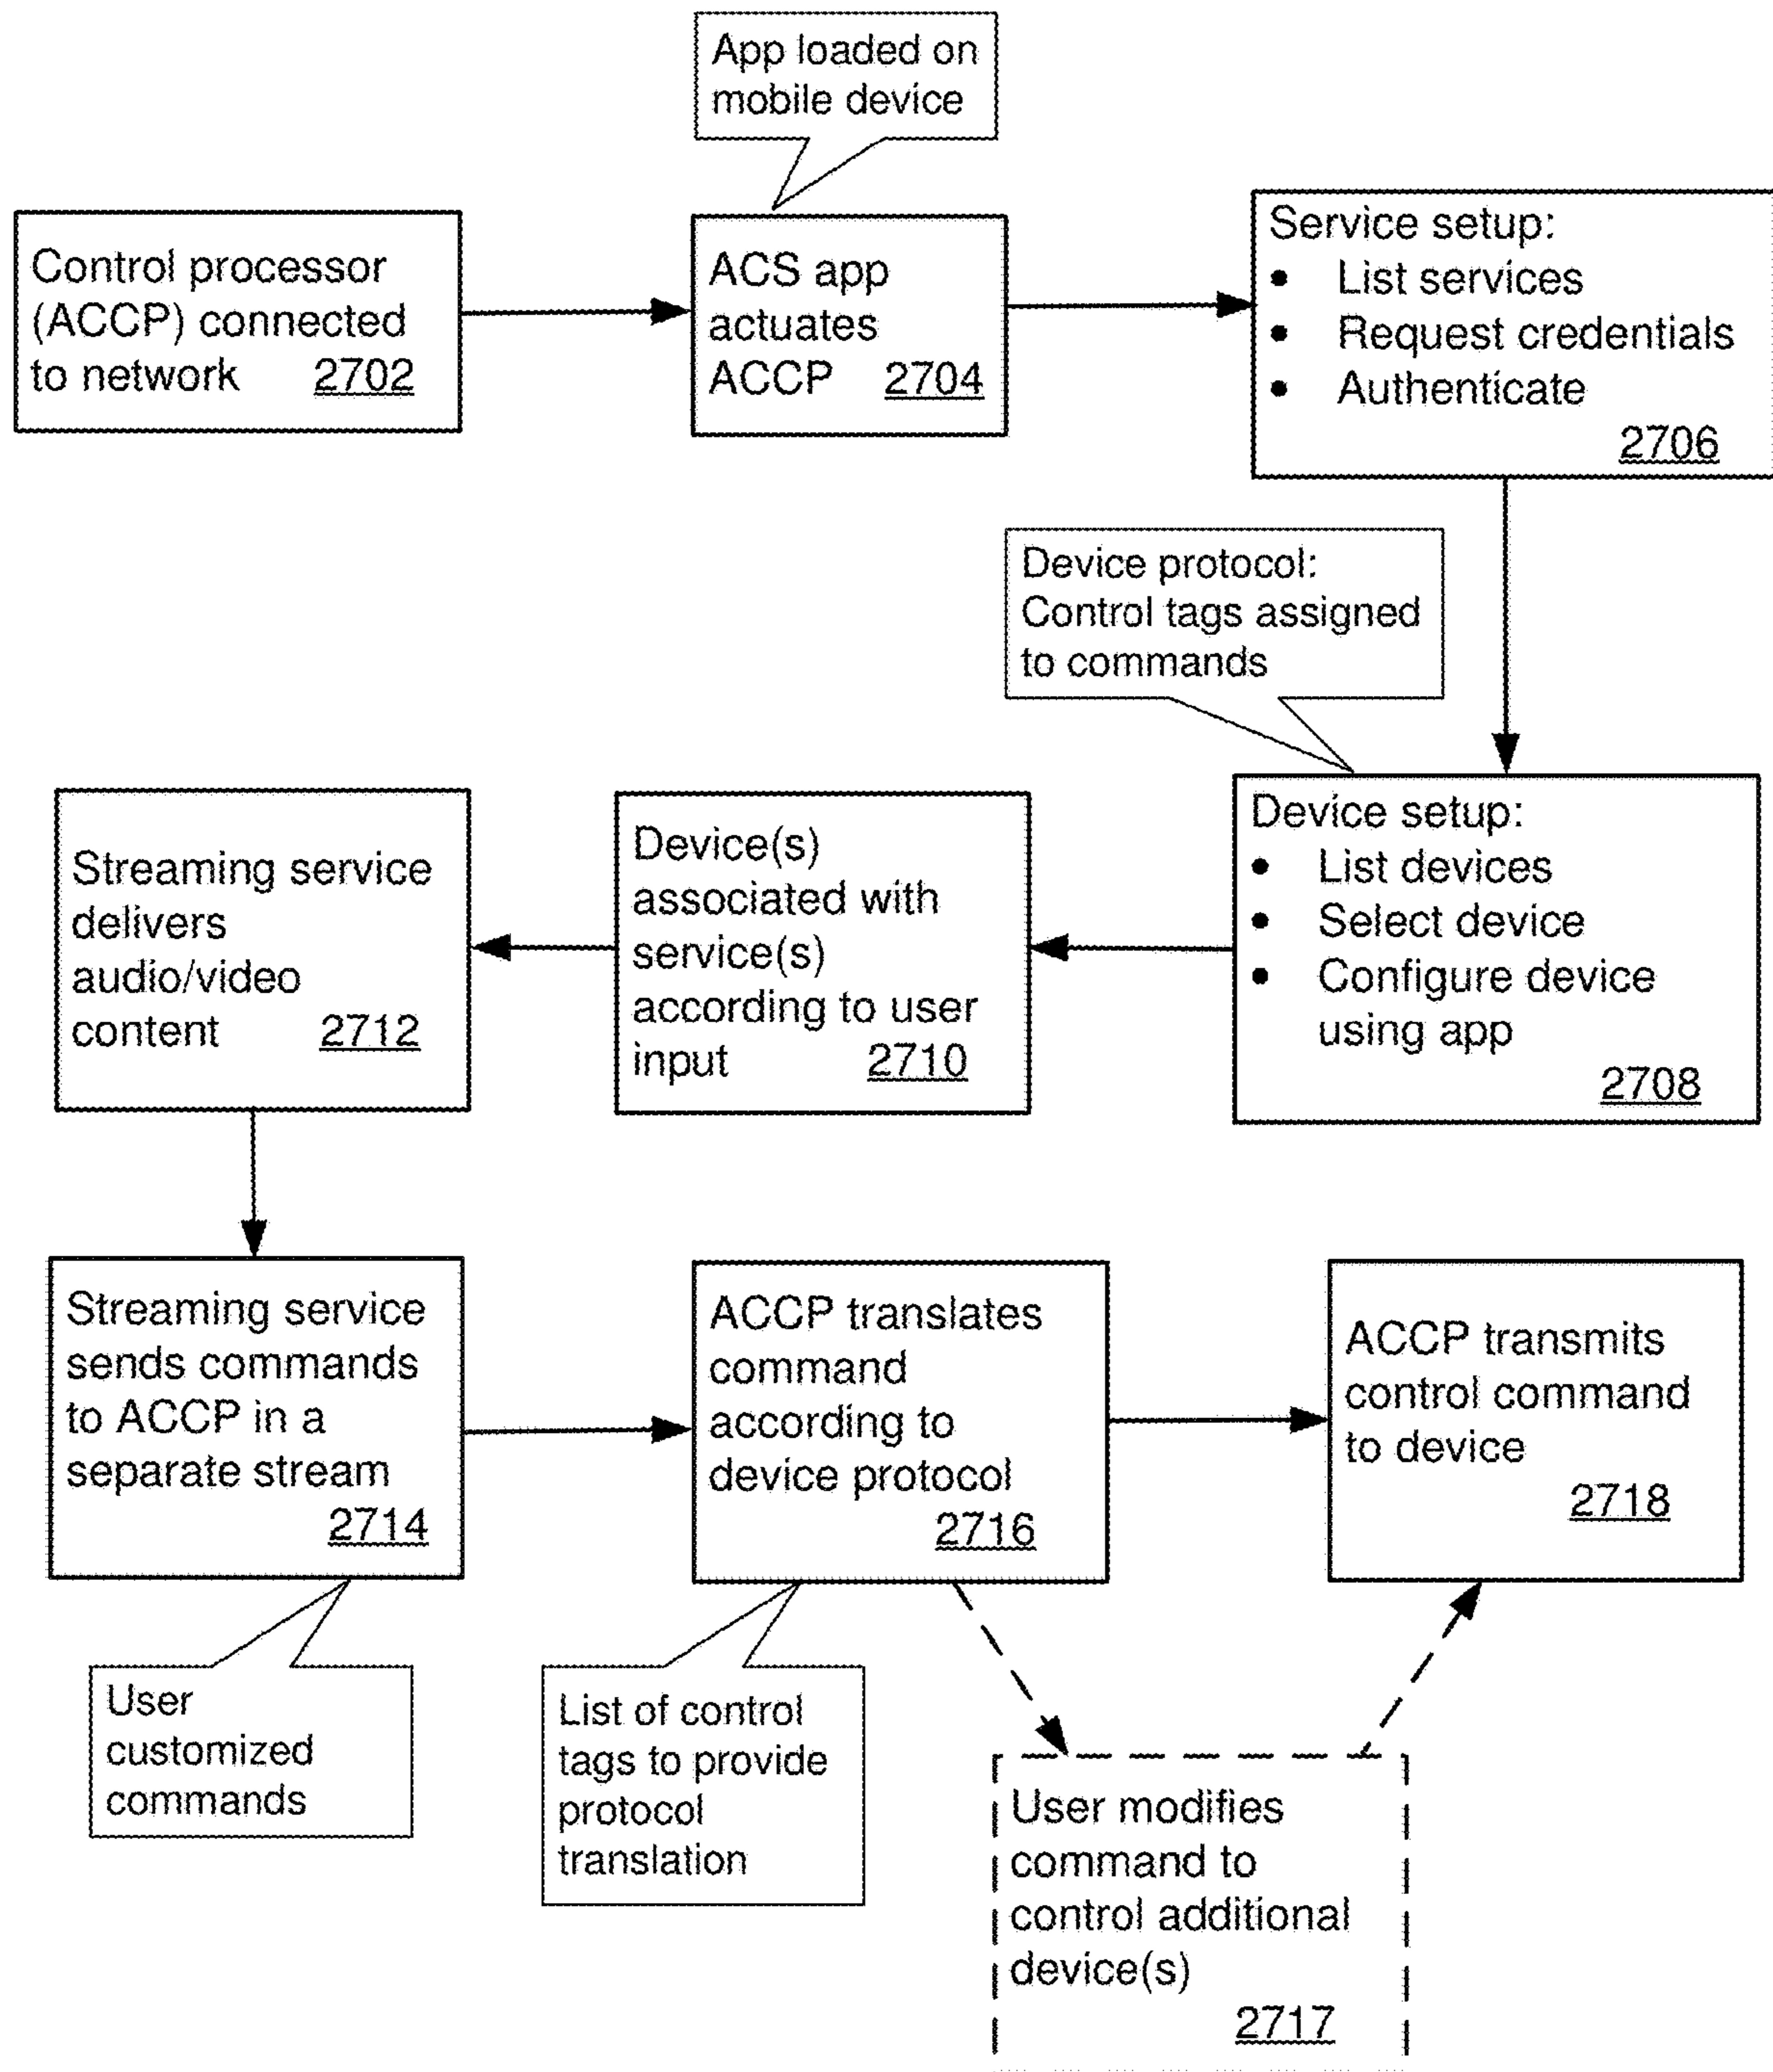 App loaded on
mobile device
Control processor
(ACCP) connected
to network 2702
ACS app
actuates
ACCP 2704
Service setup:
• List services
• Request credentials
• Authenticate
2706
Device protocol:
Control tags assigned
to commands
Device setup:
• List devices
• Select device
• Configure device
using app
2708
Device(s)
associated with
service(s)
according to user
input 2710
Streaming service
delivers
audio/video
content 2712
Streaming service
sends commands
to ACCP in a
separate stream
2714
User
customized
commands
ACCP translates
command
according to
device protocol
2716
List of control
tags to provide
protocol
translation
User modifies
command to
control additional
device(s)
2717
ACCP transmits
control command
to device
2718